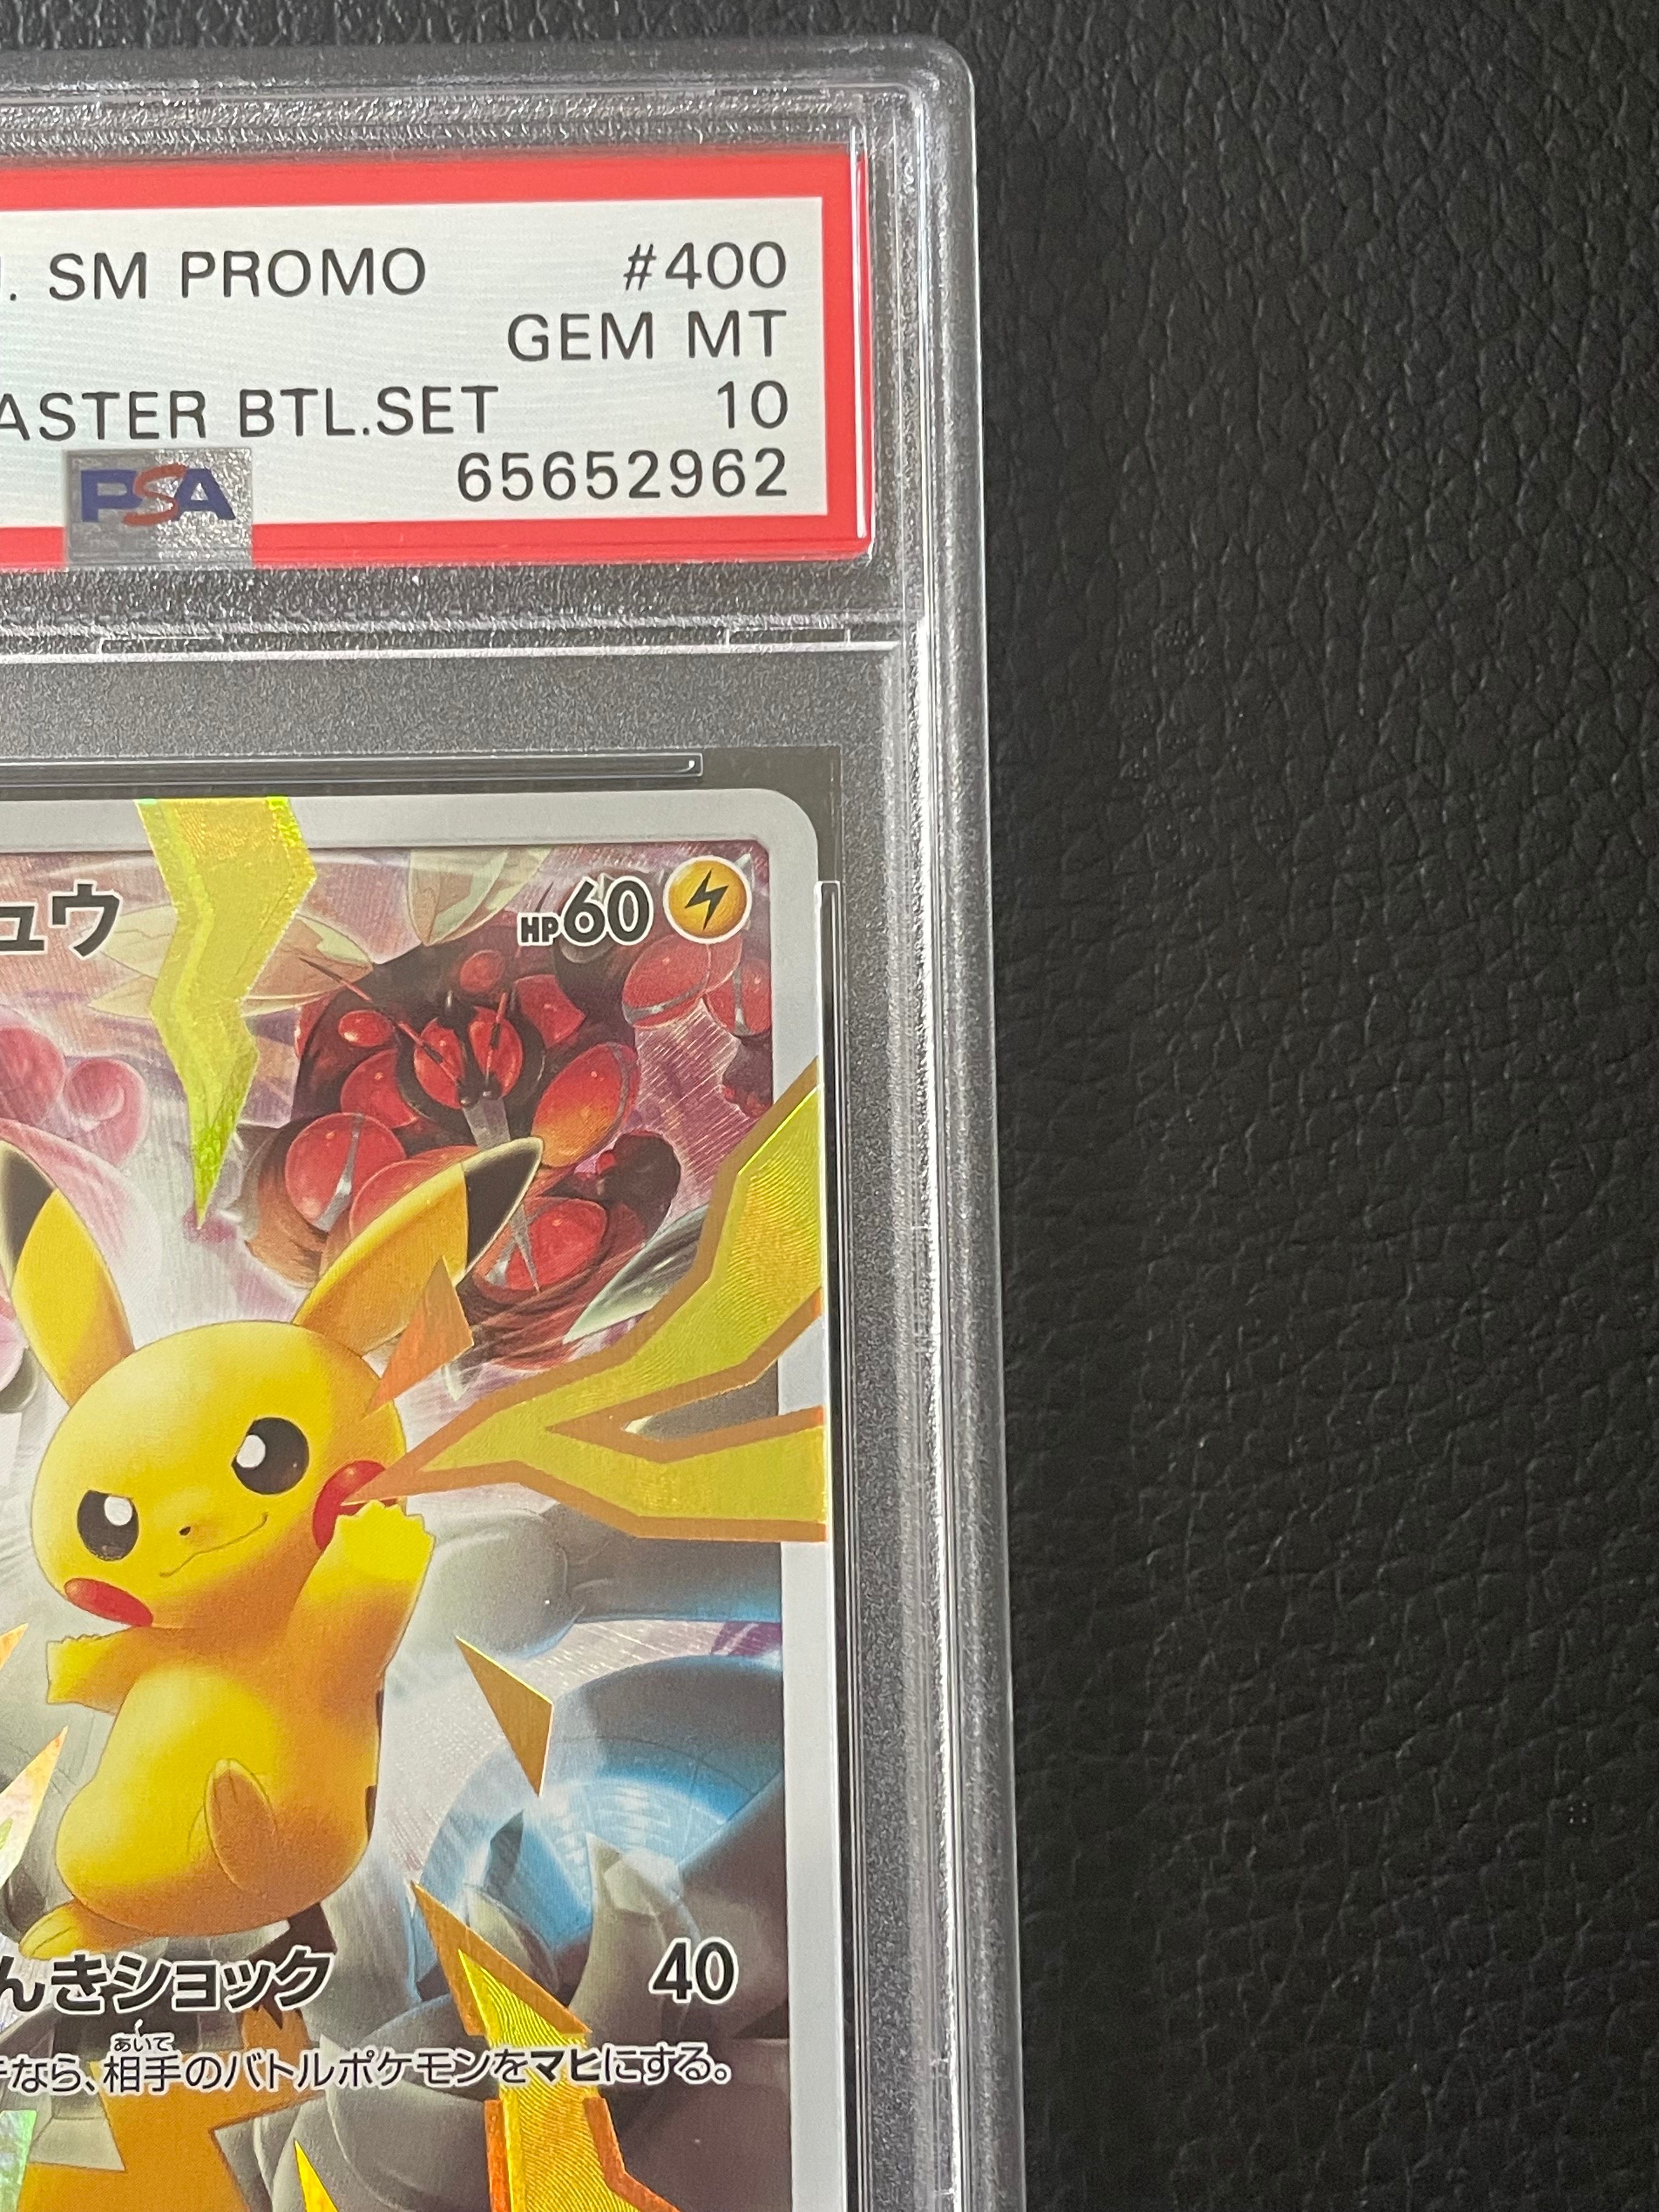 . SM PROMO #400
GEM MT
ASTER BTL.SET 10
PSA 65652962
ュウ HP60
んきショック 40
あいて
なら、相手のバトルポケモンをマヒにする。